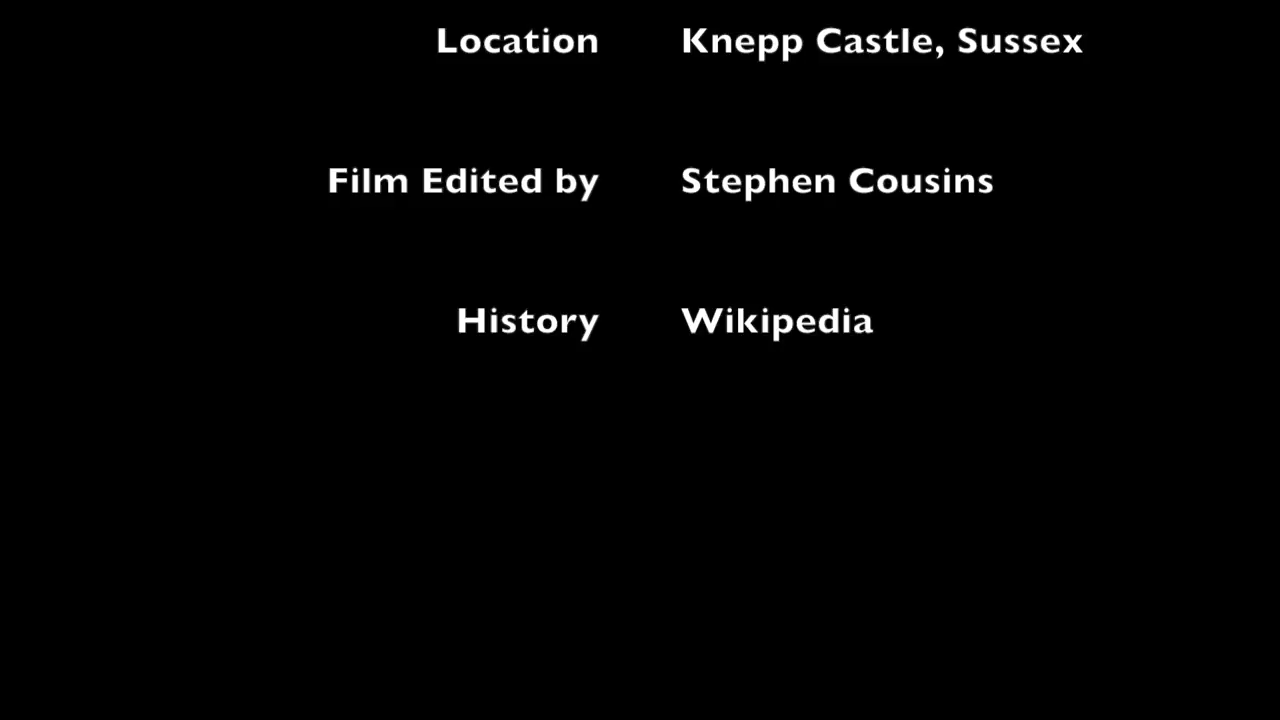 Location Knepp Castle, Sussex
Film Edited by Stephen Cousins
History Wikipedia